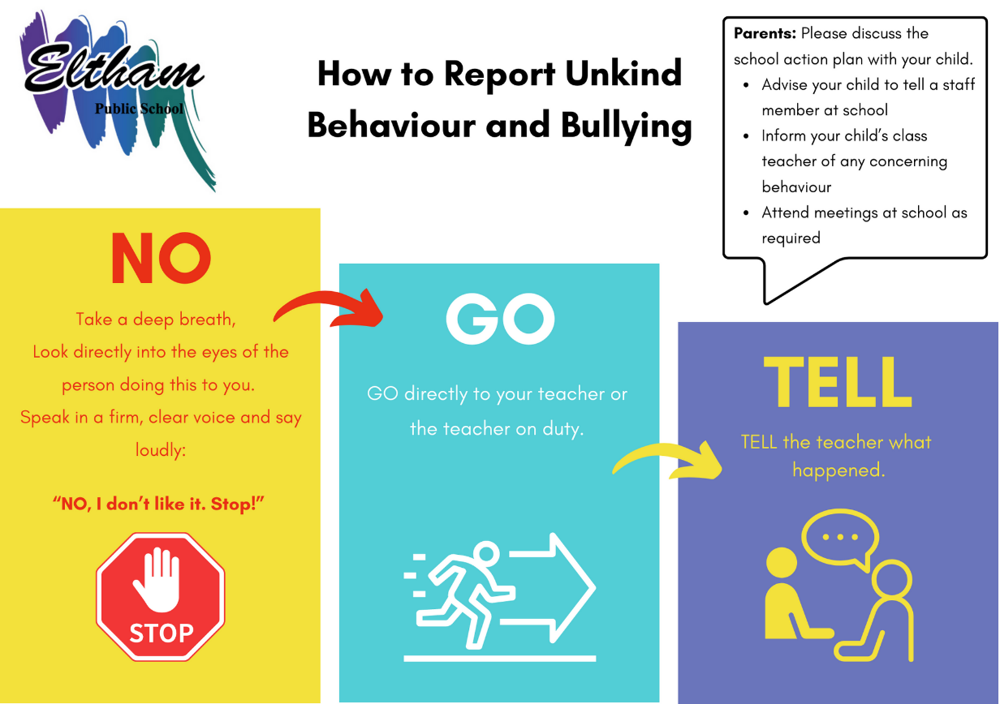 Eltham
Public School
How to Report Unkind
Behaviour and Bullying
Parents: Please discuss the
school action plan with your child.
• Advise your child to tell a staff
member at school
• Inform your child's class
teacher of any concerning
behaviour
• Attend meetings at school as
required
NO
Take a deep breath,
Look directly into the eyes of the
person doing this to you.
Speak in a firm, clear voice and say
loudly:
“NO, I don't like it. Stop!”
STOP
GO
GO directly to your teacher or
the teacher on duty.
TELL
TELL the teacher what
happened.